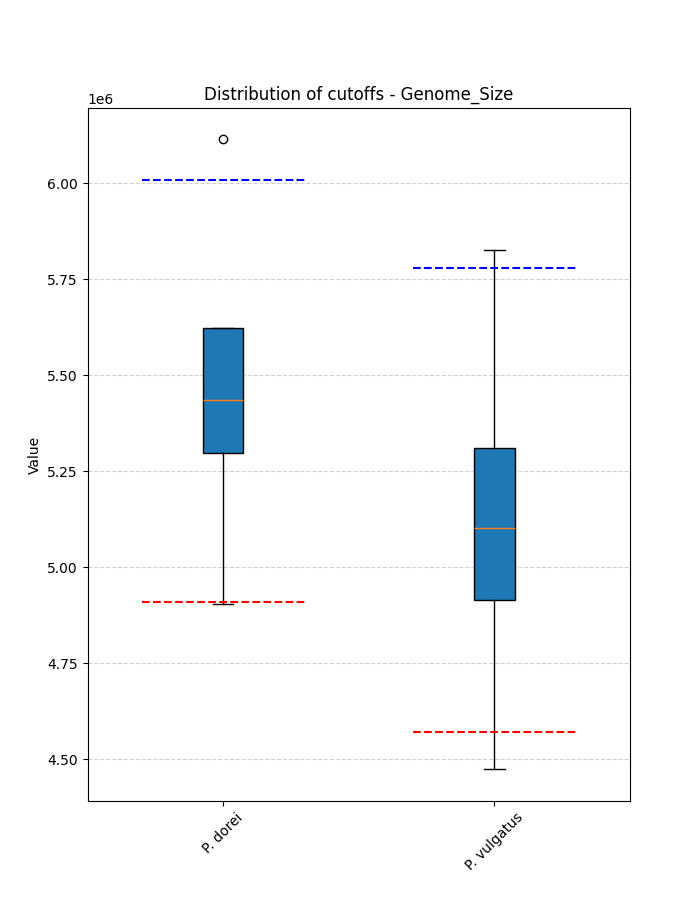 Distribution of cutoffs - Genome_Size
1e6
6.00
5.75
5.50
5.25
5.00
4.75
4.50
Value
P. dorei
P. vulgatus